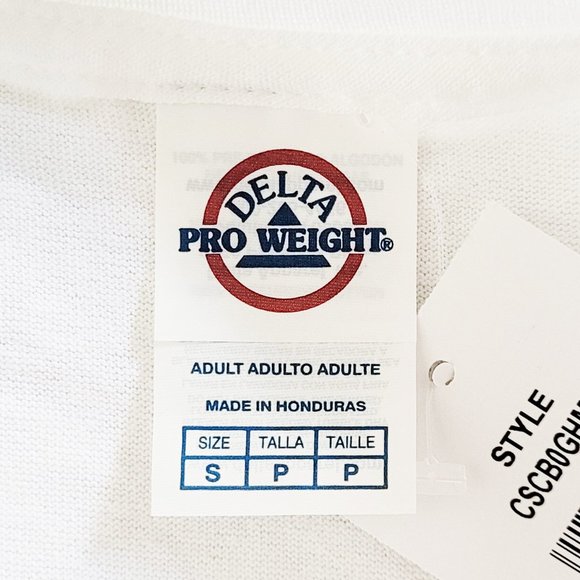 DELTA
PRO WEIGHT®
ADULT ADULTO ADULTE
MADE IN HONDURAS
SIZE TALLA TAILLE
S P P
STYLE